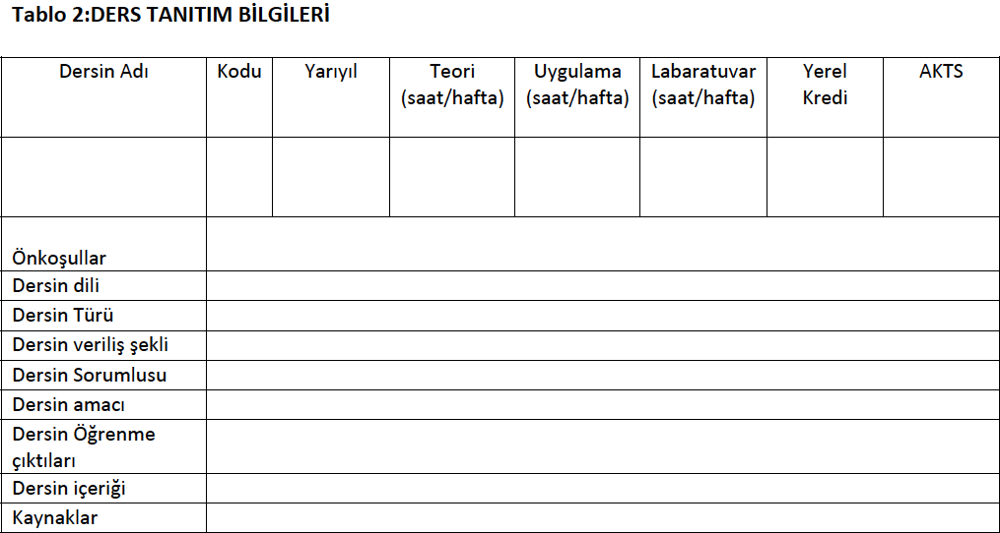 Tablo 2:DERS TANITIM BİLGİLERİ
Dersin Adı Kodu Yarıyıl Teori Uygulama Labaratuvar Yerel AKTS
(saat/hafta) (saat/hafta) (saat/hafta) Kredi
Önkoşullar
Dersin dili
Dersin Türü
Dersin veriliş şekli
Dersin Sorumlusu
Dersin amacı
Dersin Öğrenme
çıktıları
Dersin içeriği
Kaynaklar